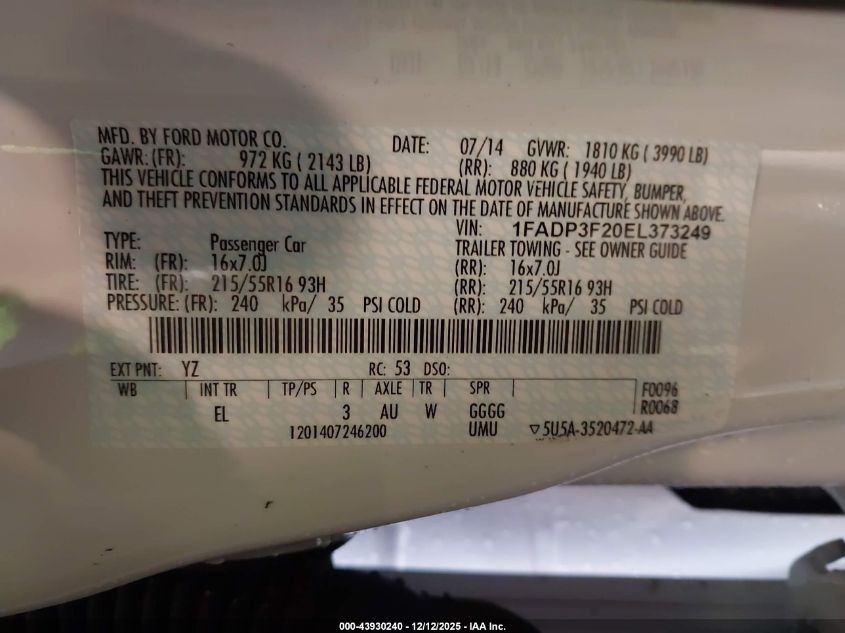 MFD. BY FORD MOTOR CO. DATE: 07/14 GVWR: 1810 KG ( 3990 LB)
GAWR: (FR): 972 KG ( 2143 LB) (RR): 880 KG ( 1940 LB)
THIS VEHICLE CONFORMS TO ALL APPLICABLE FEDERAL MOTOR VEHICLE SAFETY, BUMPER,
AND THEFT PREVENTION STANDARDS IN EFFECT ON THE DATE OF MANUFACTURE SHOWN ABOVE.
VIN: 1FADP3F20EL373249
TYPE: Passenger Car TRAILER TOWING - SEE OWNER GUIDE
RIM: (FR): 16x7.0J (RR): 16x7.0J
TIRE: (FR): 215/55R16 93H (RR): 215/55R16 93H
PRESSURE: (FR): 240 kPa/ 35 PSI COLD (RR): 240 kPa/ 35 PSI COLD
EXT PNT: YZ RC: 53 DSO:
WB INT TR TP/PS R AXLE TR SPR F0096
EL 3 AU W GGGG R0068
1201407246200 UMU ▽5U5A-3520472-AA
000-43930240 - 12/12/2025 - IAA Inc.